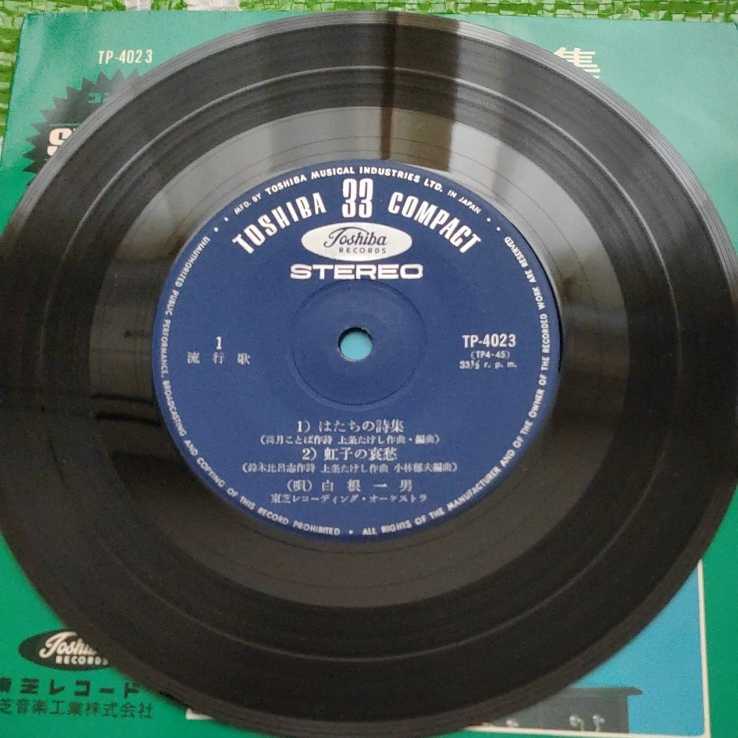 TP-4023
集
MFD. BY TOSHIBA MUSICAL INDUSTRIES LTD. IN JAPAN
TOSHIBA 33 COMPACT
Toshiba
RECORDS
STEREO
1
流行歌
TP-4023
(TP4-45)
33⅓ r. p. m.
1) はたちの詩集
(高月ことば作詩 上条たけし作曲・編曲)
2) 虹子の哀愁
(鈴木比呂志作詩 上条たけし作曲 小林郁夫編曲)
(唄) 白根一男
東芝レコーディング・オーケストラ
UNAUTHORIZED PUBLIC PERFORMANCE, BROADCASTING AND COPYING OF THIS RECORD PROHIBITED • ALL RIGHTS OF THE MANUFACTURER AND OF THE OWNER OF THE RECORDED WORK ARE RESERVED
Toshiba
RECORDS
東芝レコード
芝音楽工業株式会社